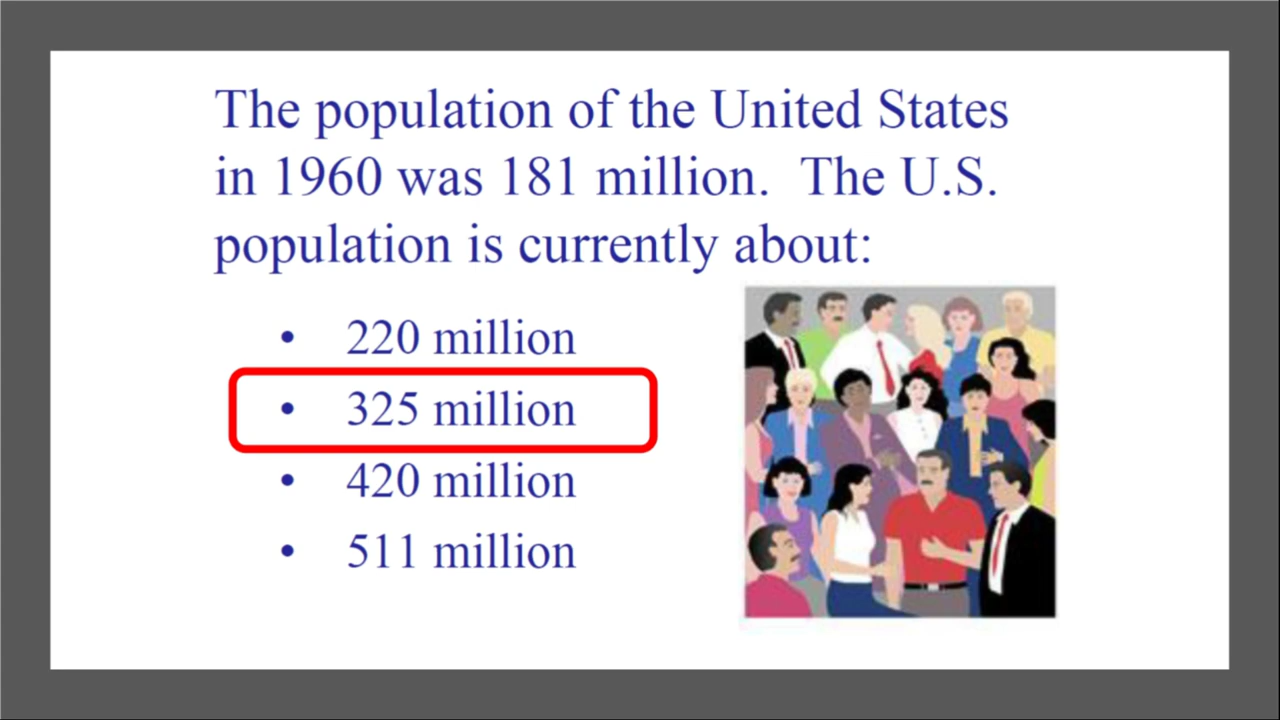 The population of the United States
in 1960 was 181 million.  The U.S.
population is currently about:
• 220 million
• 325 million
• 420 million
• 511 million